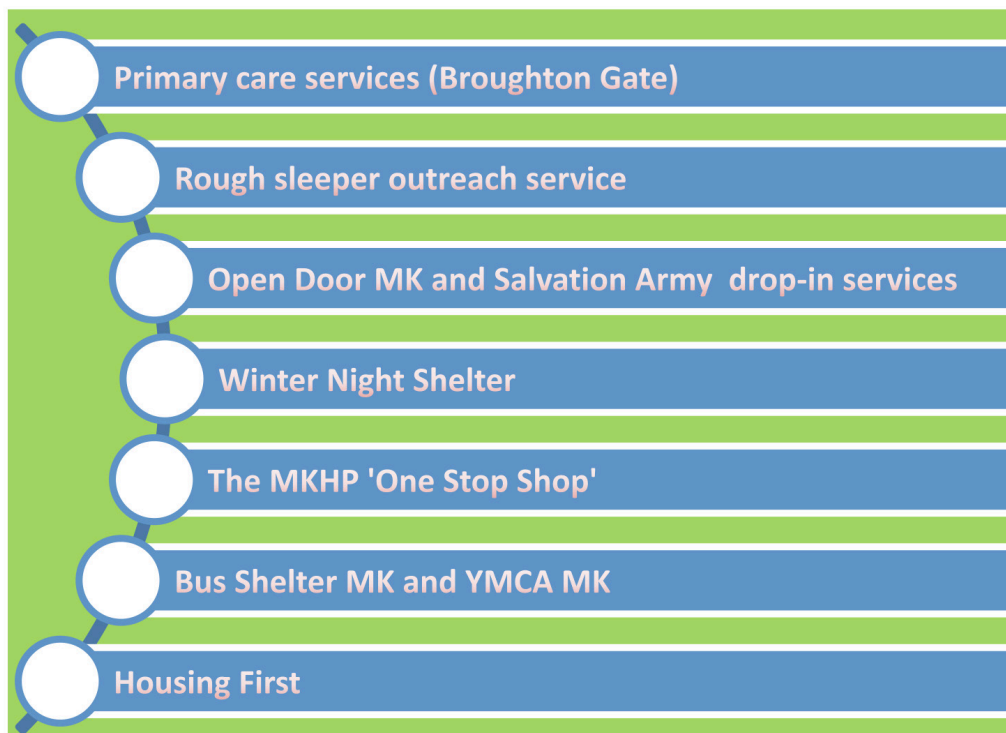 Primary care services (Broughton Gate)
Rough sleeper outreach service
Open Door MK and Salvation Army  drop-in services
Winter Night Shelter
The MKHP 'One Stop Shop'
Bus Shelter MK and YMCA MK
Housing First